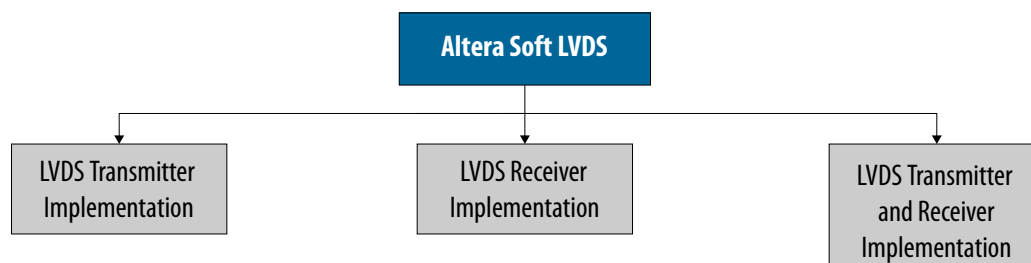 Altera Soft LVDS
LVDS Transmitter
Implementation
LVDS Receiver
Implementation
LVDS Transmitter
and Receiver
Implementation